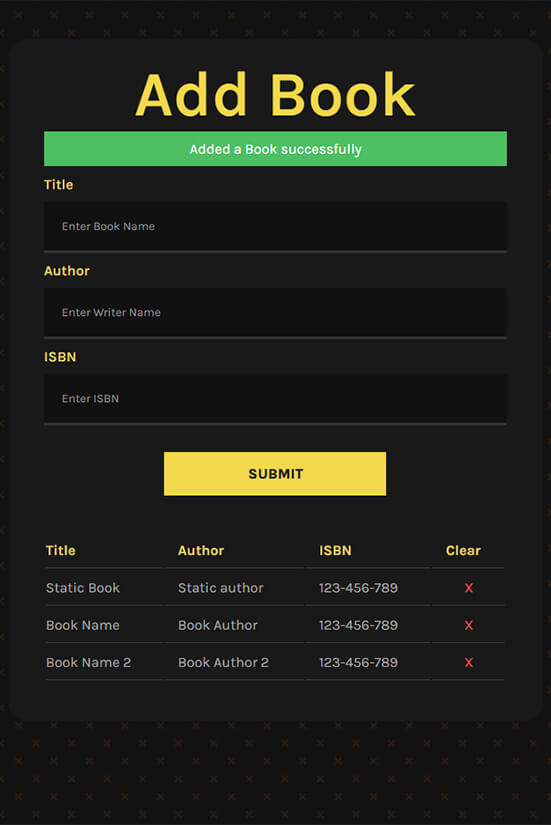 Add Book
Added a Book successfully
Title
Enter Book Name
Author
Enter Writer Name
ISBN
Enter ISBN
SUBMIT
Title Author ISBN Clear
Static Book Static author 123-456-789 X
Book Name Book Author 123-456-789 X
Book Name 2 Book Author 2 123-456-789 X